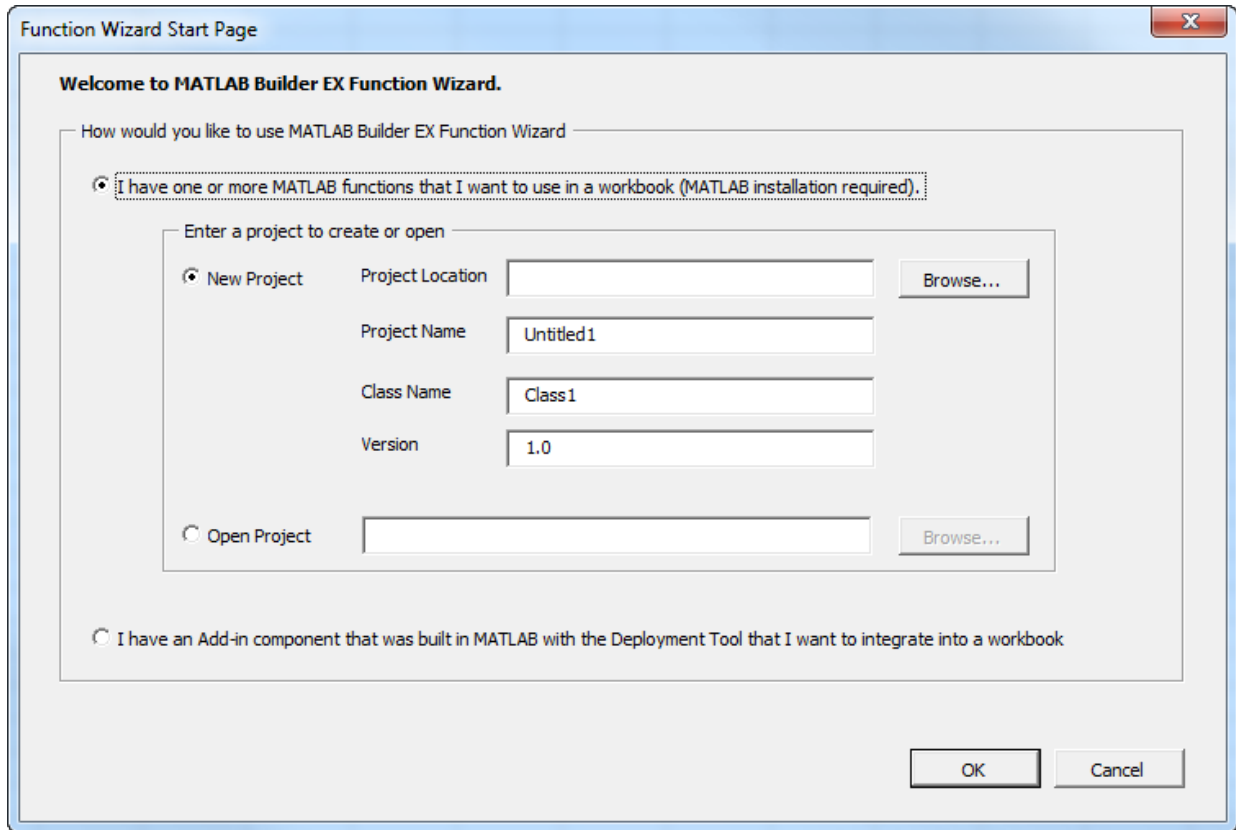 Function Wizard Start Page
Welcome to MATLAB Builder EX Function Wizard.
How would you like to use MATLAB Builder EX Function Wizard
I have one or more MATLAB functions that I want to use in a workbook (MATLAB installation required).
Enter a project to create or open
New Project Project Location Browse...
Project Name Untitled1
Class Name Class1
Version 1.0
Open Project Browse...
I have an Add-in component that was built in MATLAB with the Deployment Tool that I want to integrate into a workbook
OK Cancel